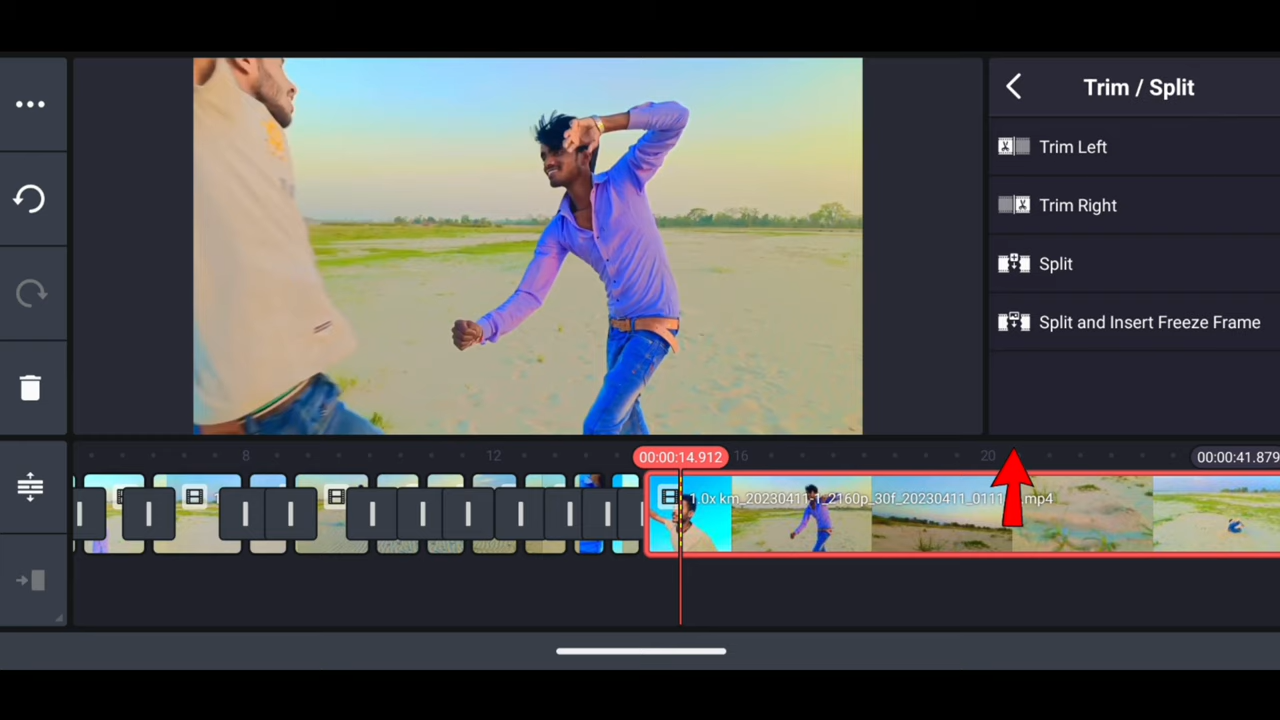 Trim / Split
Trim Left
Trim Right
Split
Split and Insert Freeze Frame
8
12
00:00:14.912
16
20
00:00:41.879
1.0x km_20230411-1_2160p_30f_20230411_0111
.mp4